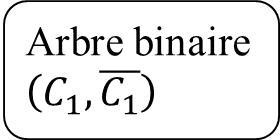 Arbre binaire
(C₁, C̅₁)